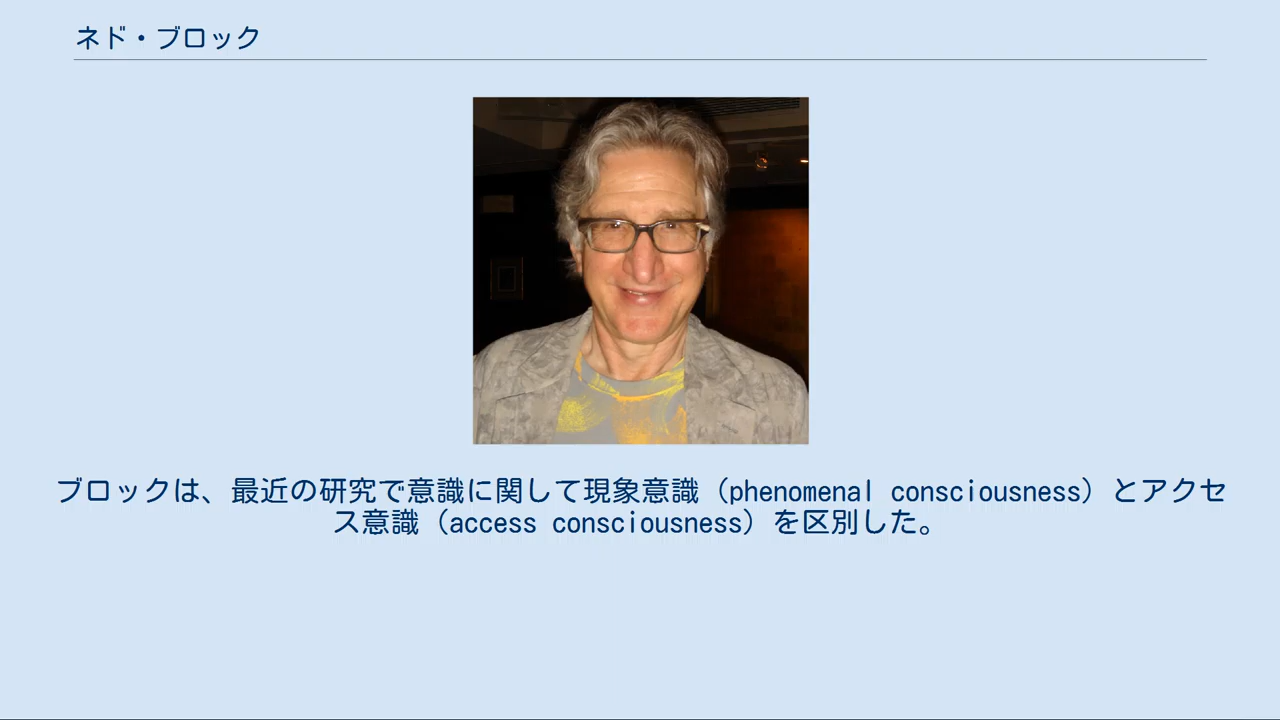 ネド・ブロック
ブロックは、最近の研究で意識に関して現象意識（phenomenal consciousness）とアクセ
ス意識（access consciousness）を区別した。